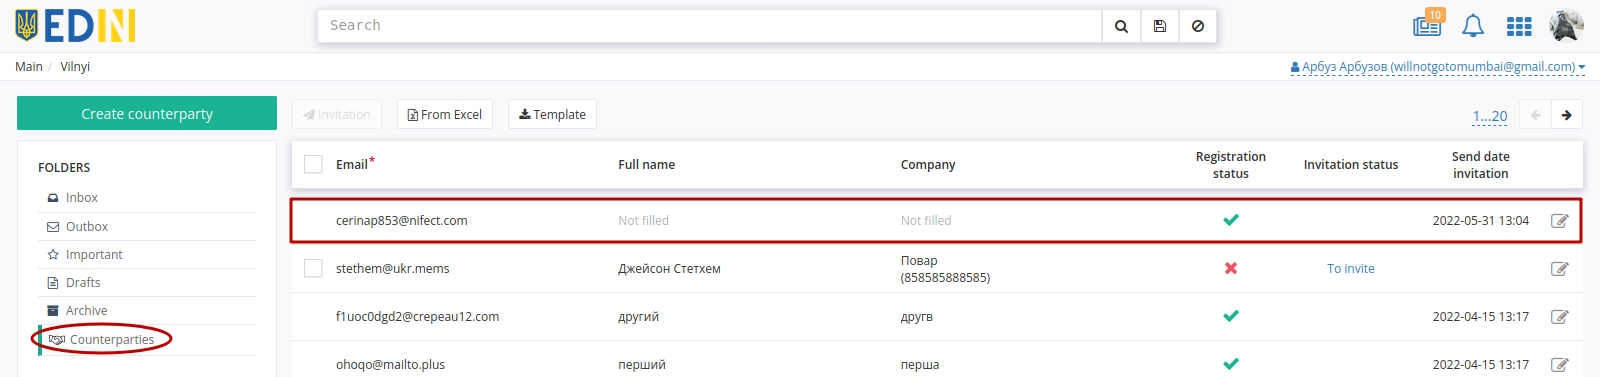 EDIN
Search
10
Main / Vilnyi
Арбуз Арбузов (willnotgotomumbai@gmail.com)
Create counterparty
Invitation
From Excel
Template
1...20
FOLDERS
Inbox
Outbox
Important
Drafts
Archive
Counterparties
Email*
Full name
Company
Registration
status
Invitation status
Send date
invitation
cerinap853@nifect.com Not filled Not filled 2022-05-31 13:04
stethem@ukr.mems Джейсон Стетхем Повар
(858585888585)
To invite
f1uoc0dgd2@crepeau12.com другий другв 2022-04-15 13:17
ohoqo@mailto.plus перший перша 2022-04-15 13:17